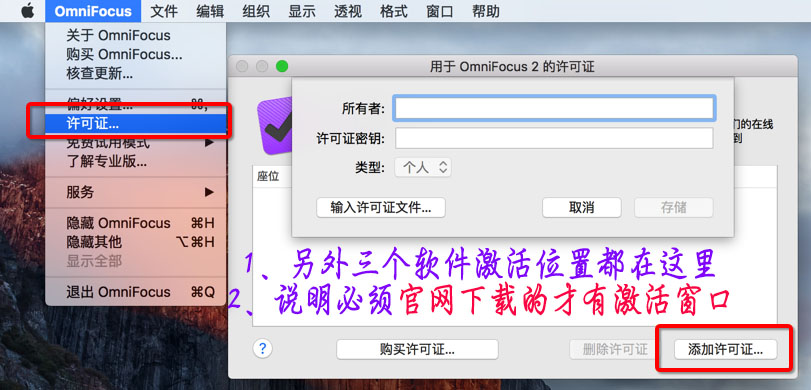 OmniFocus 文件 编辑 组织 显示 透视 格式 窗口 帮助
关于 OmniFocus
购买 OmniFocus...
核查更新...
偏好设置... ⌘,
许可证...
免费试用模式 ▶
了解专业版...
服务 ▶
隐藏 OmniFocus ⌘H
隐藏其他 ⌥⌘H
显示全部
退出 OmniFocus ⌘Q
用于 OmniFocus 2 的许可证
所有者:
许可证密钥:
类型: 个人
输入许可证文件... 取消 存储
们的在线
到
座位
1、另外三个软件激活位置都在这里
2、说明必须官网下载的才有激活窗口
? 购买许可证... 删除许可证 添加许可证...